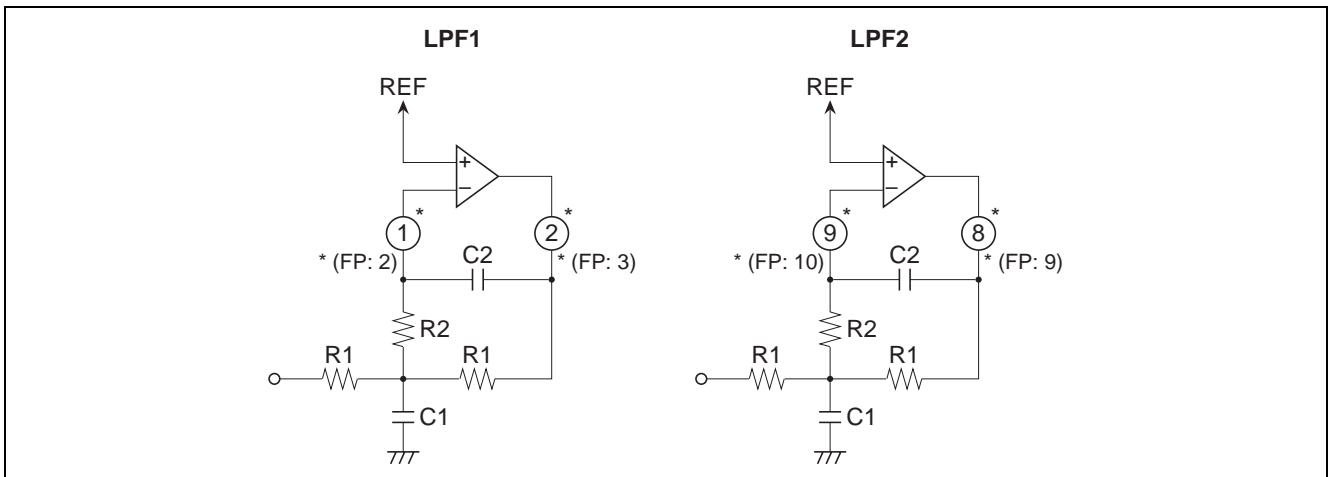 LPF1
REF
+
−
*
1
*
2
* (FP: 2)
C2
* (FP: 3)
R2
R1
R1
C1
LPF2
REF
+
−
*
9
*
8
* (FP: 10)
C2
* (FP: 9)
R2
R1
R1
C1